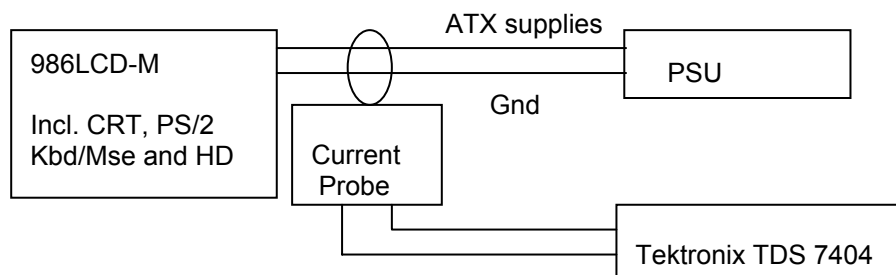 ATX supplies
986LCD-M
PSU
Gnd
Incl. CRT, PS/2
Kbd/Mse and HD
Current
Probe
Tektronix TDS 7404